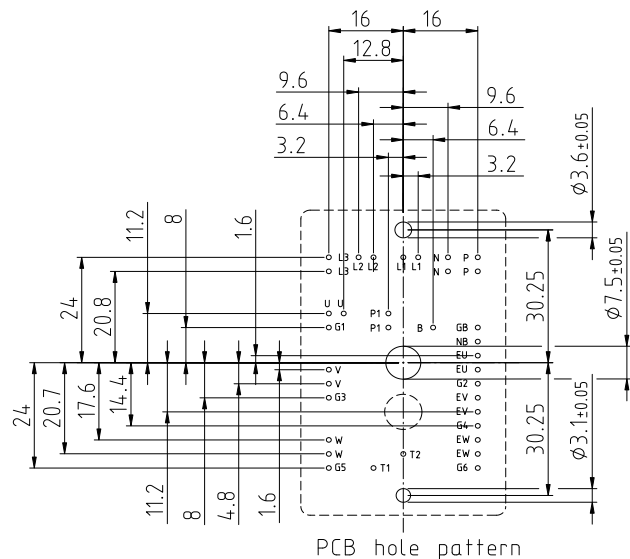 16 16
12.8
9.6 9.6
6.4 6.4
3.2 3.2
11.2 8 1.6
Ø3.6±0.05
Ø7.5±0.05
24 20.8
30.25
L3 L2 L2 L1 L1 N P
L3 N P
U U P1
G1 P1 B GB
NB
EU
V EU
V G2
G3 EV
EV
G4
W EW
W T2 EW
G5 T1 G6
24 20.7 17.6 14.4
11.2 8 4.8 1.6
30.25
Ø3.1±0.05
PCB hole pattern